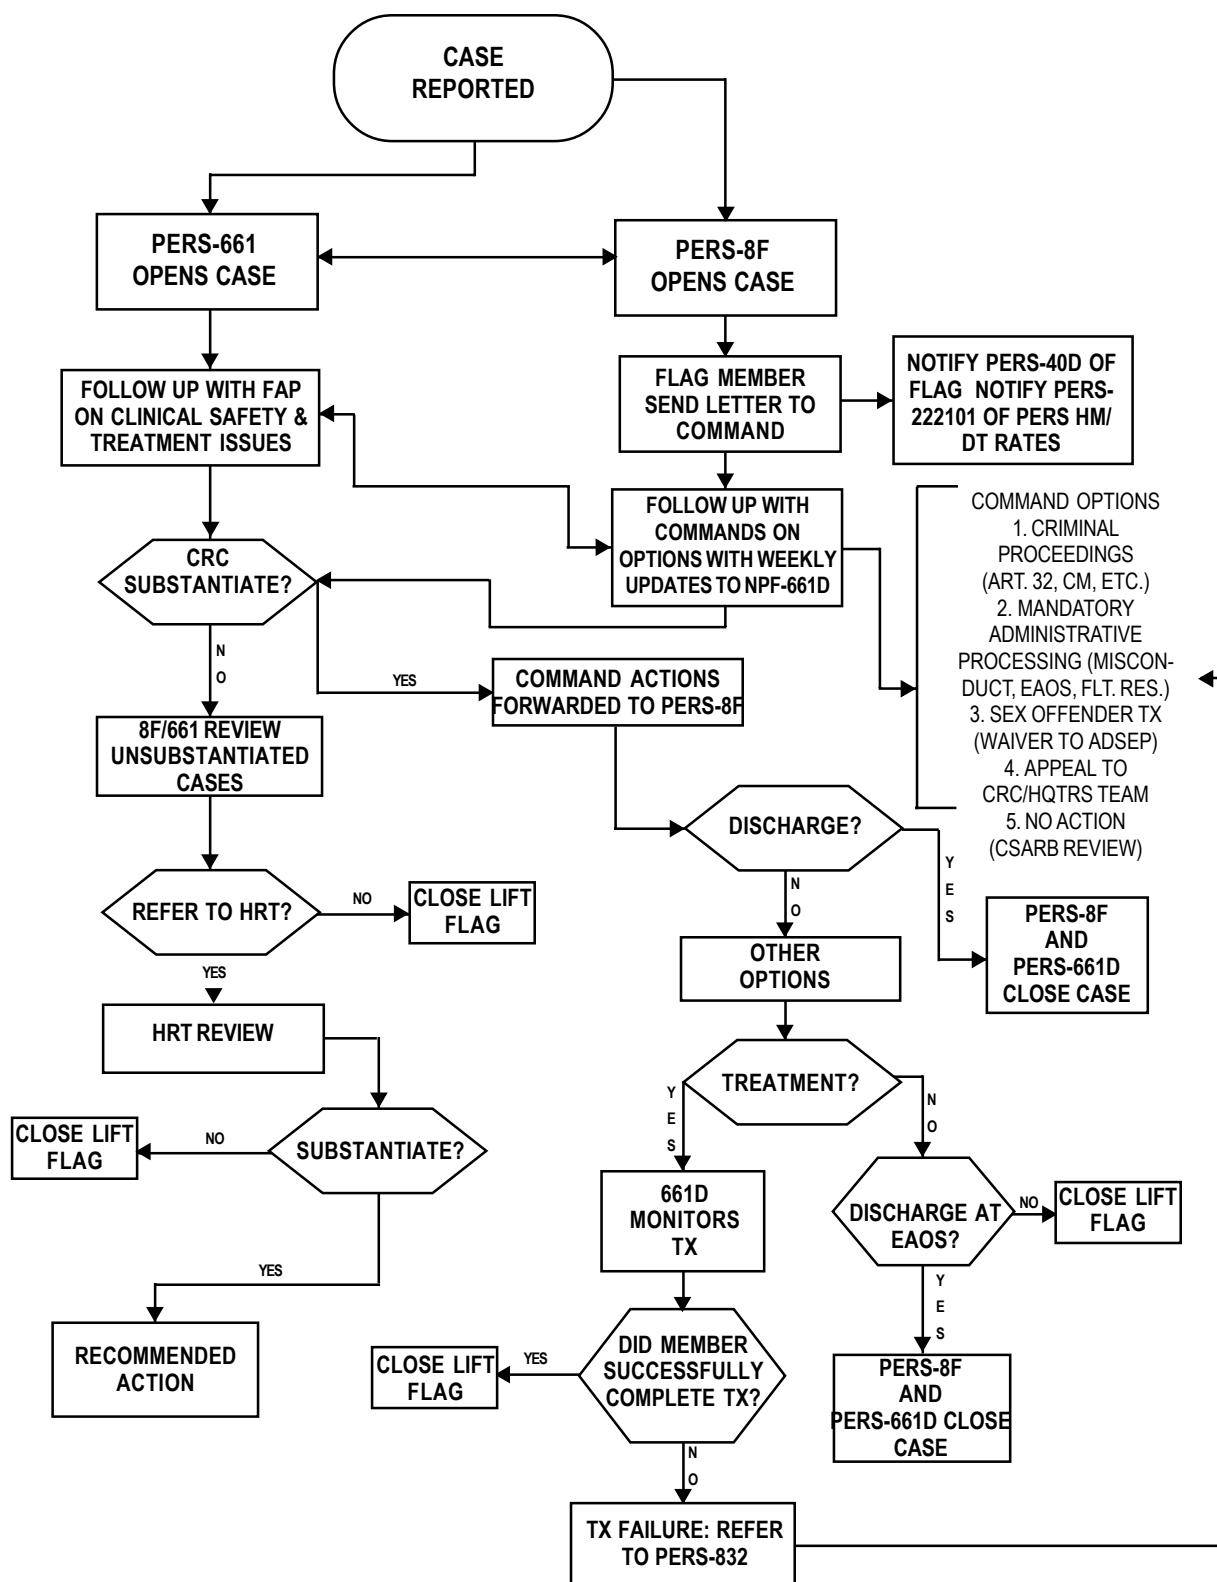 CASE
REPORTED
PERS-661
OPENS CASE
PERS-8F
OPENS CASE
FOLLOW UP WITH FAP
ON CLINICAL SAFETY &
TREATMENT ISSUES
FLAG MEMBER
SEND LETTER TO
COMMAND
NOTIFY PERS-40D OF
FLAG NOTIFY PERS-
222101 OF PERS HM/
DT RATES
FOLLOW UP WITH
COMMANDS ON
OPTIONS WITH WEEKLY
UPDATES TO NPF-661D
COMMAND OPTIONS
1. CRIMINAL
PROCEEDINGS
(ART. 32, CM, ETC.)
2. MANDATORY
ADMINISTRATIVE
PROCESSING (MISCON-
DUCT, EAOS, FLT. RES.)
3. SEX OFFENDER TX
(WAIVER TO ADSEP)
4. APPEAL TO
CRC/HQTRS TEAM
5. NO ACTION
(CSARB REVIEW)
CRC
SUBSTANTIATE?
NO
YES
COMMAND ACTIONS
FORWARDED TO PERS-8F
8F/661 REVIEW
UNSUBSTANTIATED
CASES
DISCHARGE?
NO
YES
REFER TO HRT?
NO
CLOSE LIFT
FLAG
YES
OTHER
OPTIONS
PERS-8F
AND
PERS-661D
CLOSE CASE
HRT REVIEW
TREATMENT?
YES
NO
CLOSE LIFT
FLAG
NO
SUBSTANTIATE?
YES
661D
MONITORS
TX
DISCHARGE AT
EAOS?
NO
CLOSE LIFT
FLAG
YES
RECOMMENDED
ACTION
CLOSE LIFT
FLAG
YES
DID MEMBER
SUCCESSFULLY
COMPLETE TX?
NO
PERS-8F
AND
PERS-661D CLOSE
CASE
TX FAILURE: REFER
TO PERS-832